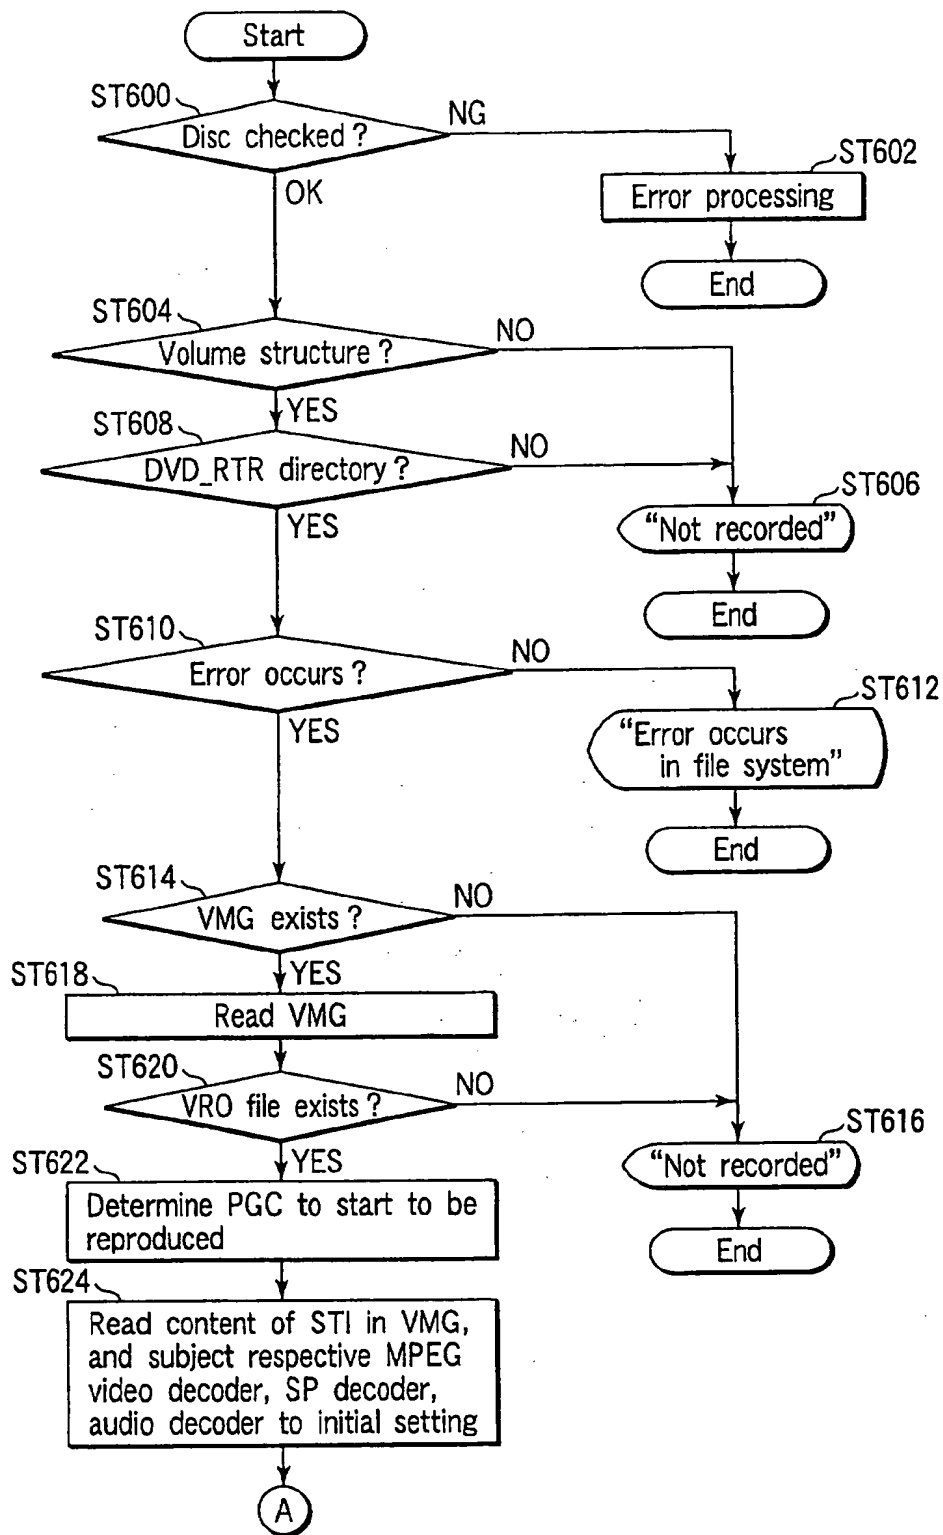 Start
ST600
Disc checked?
NG
OK
ST602
Error processing
End
ST604
Volume structure?
NO
YES
ST608
DVD_RTR directory?
NO
YES
ST606
“Not recorded”
End
ST610
Error occurs?
NO
YES
ST612
“Error occurs
in file system”
End
ST614
VMG exists?
NO
YES
ST618
Read VMG
ST620
VRO file exists?
NO
YES
ST616
“Not recorded”
End
ST622
Determine PGC to start to be
reproduced
ST624
Read content of STI in VMG,
and subject respective MPEG
video decoder, SP decoder,
audio decoder to initial setting
A